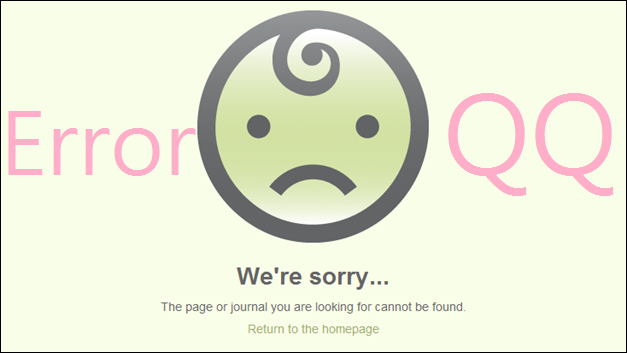 Error QQ
We're sorry...
The page or journal you are looking for cannot be found.
Return to the homepage